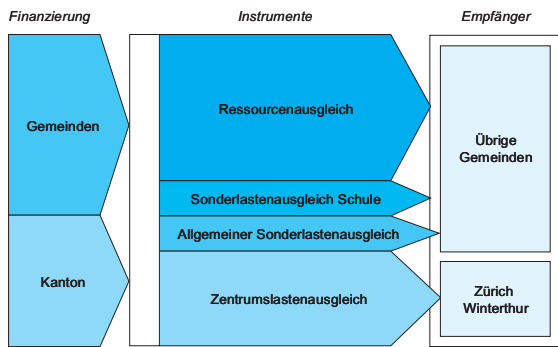 Finanzierung
Instrumente
Empfänger
Gemeinden
Ressourcenausgleich
Übrige
Gemeinden
Sonderlastenausgleich Schule
Allgemeiner Sonderlastenausgleich
Kanton
Zentrumslastenausgleich
Zürich
Winterthur